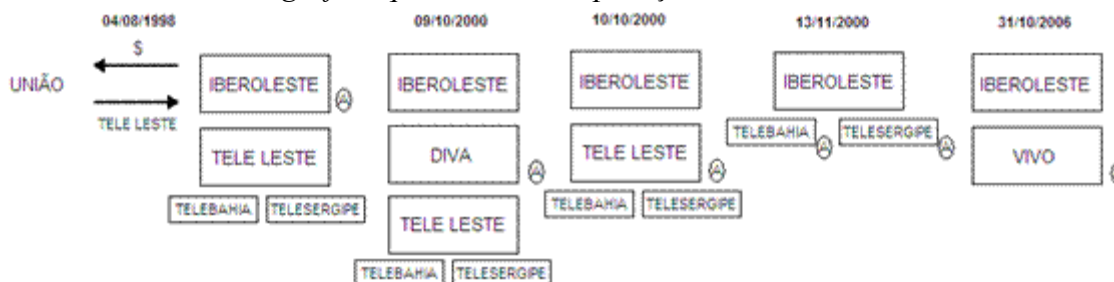 04/08/1998
09/10/2000
10/10/2000
13/11/2000
31/10/2006
$
UNIÃO
TELE LESTE
IBEROLESTE
A
TELE LESTE
TELEBAHIA TELESERGIPE
IBEROLESTE
DIVA
A
TELE LESTE
TELEBAHIA TELESERGIPE
IBEROLESTE
TELE LESTE
A
TELEBAHIA TELESERGIPE
IBEROLESTE
TELEBAHIA TELESERGIPE
A A
IBEROLESTE
VIVO